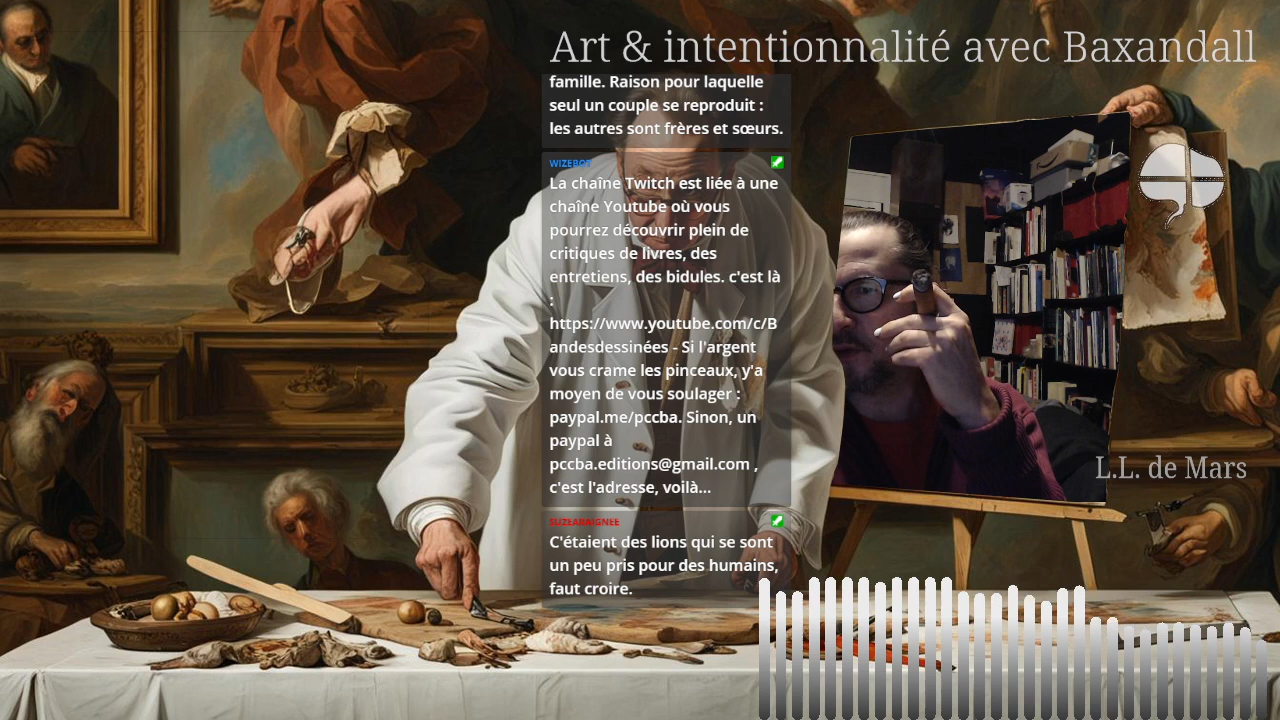 Art & intentionnalité avec Baxandall
famille. Raison pour laquelle
seul un couple se reproduit :
les autres sont frères et sœurs.
WIZEBOT
La chaîne Twitch est liée à une
chaîne Youtube où vous
pourrez découvrir plein de
critiques de livres, des
entretiens, des bidules. c'est là
:
https://www.youtube.com/c/B
andesdessinées - Si l'argent
vous crame les pinceaux, y'a
moyen de vous soulager :
paypal.me/pccba. Sinon, un
paypal à
pccba.editions@gmail.com ,
c'est l'adresse, voilà...
SUZEARAIGNEE
C'étaient des lions qui se sont
un peu pris pour des humains,
faut croire.
L.L. de Mars